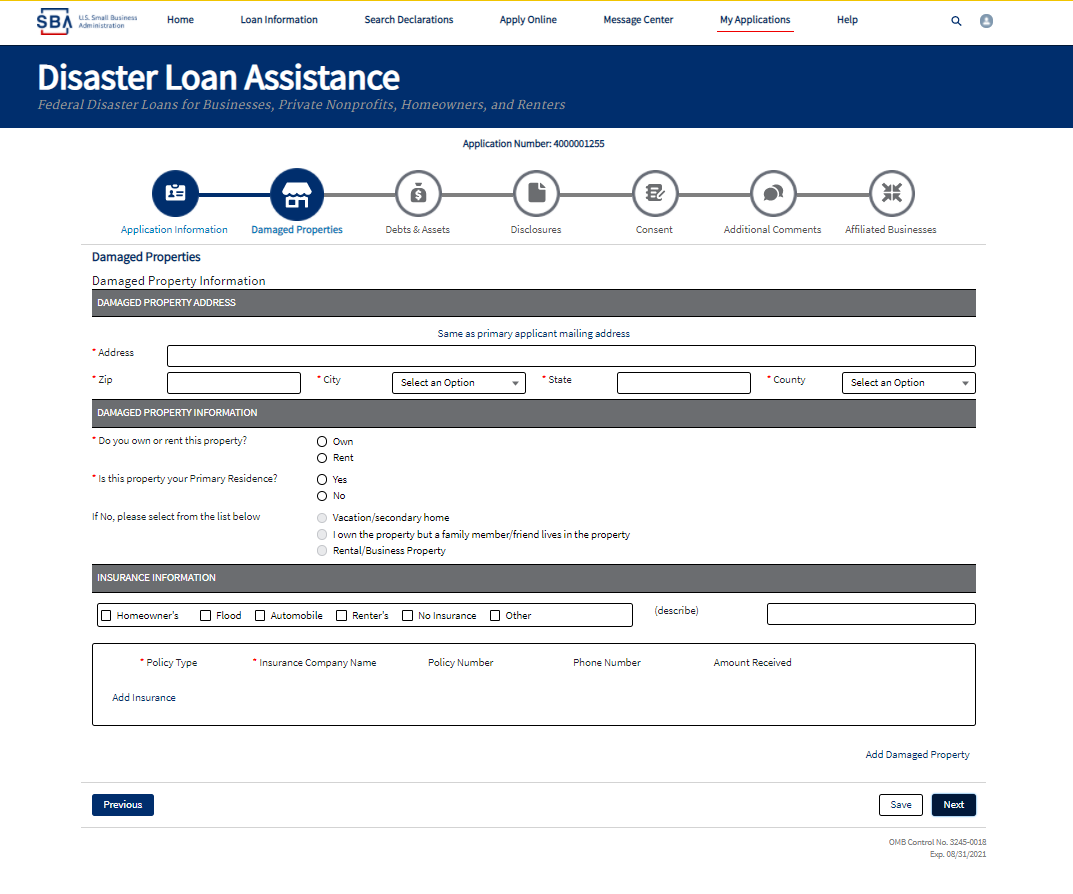 SBA U.S. Small Business Administration
Home Loan Information Search Declarations Apply Online Message Center My Applications Help
Disaster Loan Assistance
Federal Disaster Loans for Businesses, Private Nonprofits, Homeowners, and Renters
Application Number: 4000001255
Application Information Damaged Properties Debts & Assets Disclosures Consent Additional Comments Affiliated Businesses
Damaged Properties
Damaged Property Information
DAMAGED PROPERTY ADDRESS
Same as primary applicant mailing address
* Address
* Zip * City Select an Option * State * County Select an Option
DAMAGED PROPERTY INFORMATION
* Do you own or rent this property? Own
Rent
* Is this property your Primary Residence? Yes
No
If No, please select from the list below Vacation/secondary home
I own the property but a family member/friend lives in the property
Rental/Business Property
INSURANCE INFORMATION
Homeowner's Flood Automobile Renter's No Insurance Other (describe)
* Policy Type * Insurance Company Name Policy Number Phone Number Amount Received
Add Insurance
Add Damaged Property
Previous Save Next
OMB Control No. 3245-0018
Exp. 08/31/2021